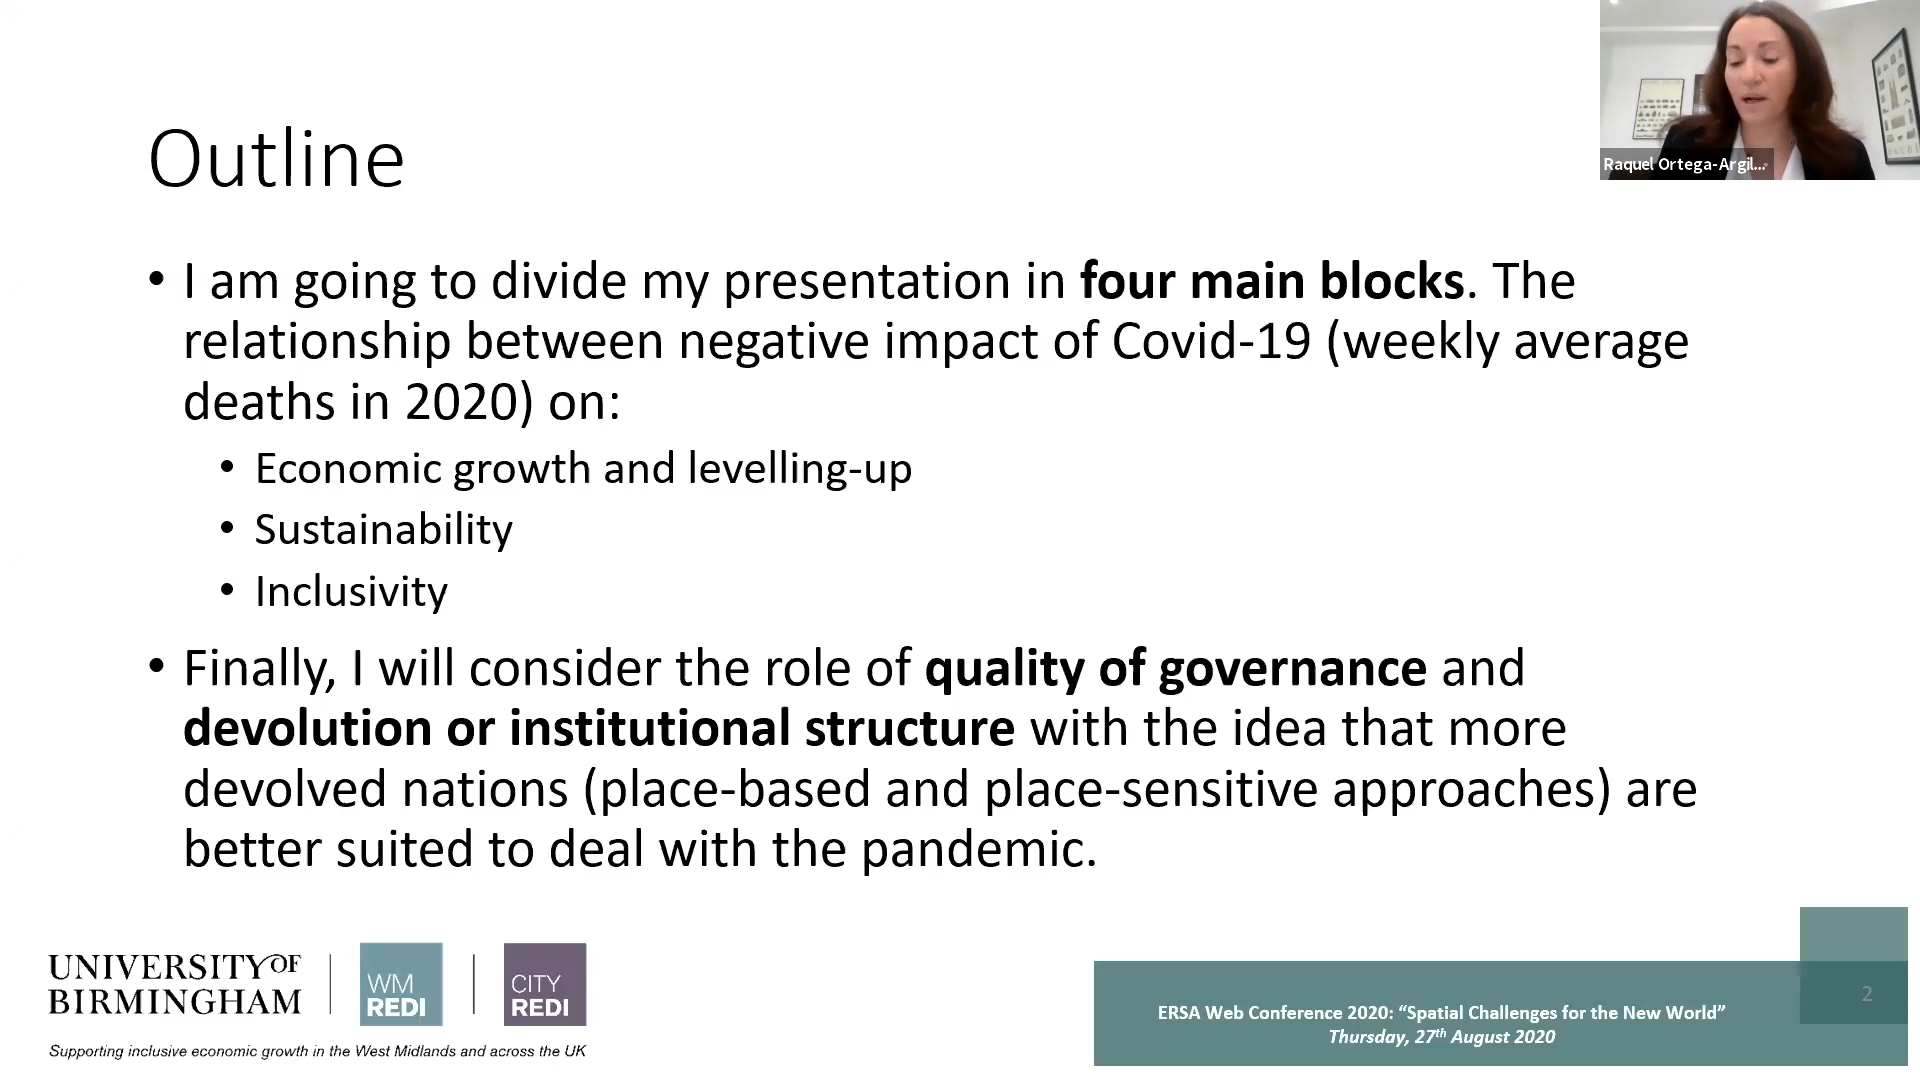 Outline
• I am going to divide my presentation in four main blocks. The
relationship between negative impact of Covid-19 (weekly average
deaths in 2020) on:
• Economic growth and levelling-up
• Sustainability
• Inclusivity
• Finally, I will consider the role of quality of governance and
devolution or institutional structure with the idea that more
devolved nations (place-based and place-sensitive approaches) are
better suited to deal with the pandemic.
Raquel Ortega-Argil...
UNIVERSITY OF
BIRMINGHAM
WM
REDI
CITY
REDI
Supporting inclusive economic growth in the West Midlands and across the UK
ERSA Web Conference 2020: “Spatial Challenges for the New World”
Thursday, 27th August 2020
2